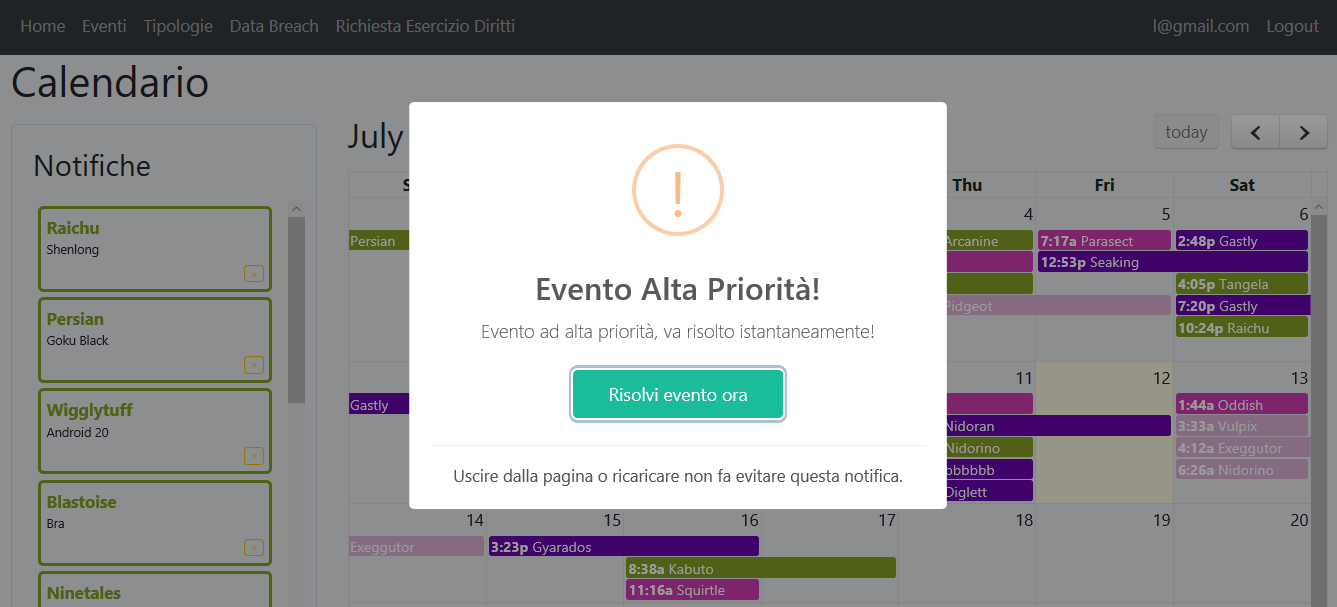 Home Eventi Tipologie Data Breach Richiesta Esercizio Diritti l@gmail.com Logout
Calendario
Notifiche
Raichu
Shenlong
Persian
Goku Black
Wigglytuff
Android 20
Blastoise
Bra
Ninetales
July
today
Thu Fri Sat
4 5 6
Persian
Arcanine
7:17a Parasect
2:48p Gastly
12:53p Seaking
4:05p Tangela
Pidgeot
7:20p Gastly
10:24p Raichu
11 12 13
Gastly
1:44a Oddish
Nidoran
3:33a Vulpix
Nidorino
4:12a Exeggutor
bbbbb
6:26a Nidorino
Diglett
14 15 16 17 18 19 20
Exeggutor
3:23p Gyarados
8:38a Kabuto
11:16a Squirtle
!
Evento Alta Priorità!
Evento ad alta priorità, va risolto istantaneamente!
Risolvi evento ora
Uscire dalla pagina o ricaricare non fa evitare questa notifica.